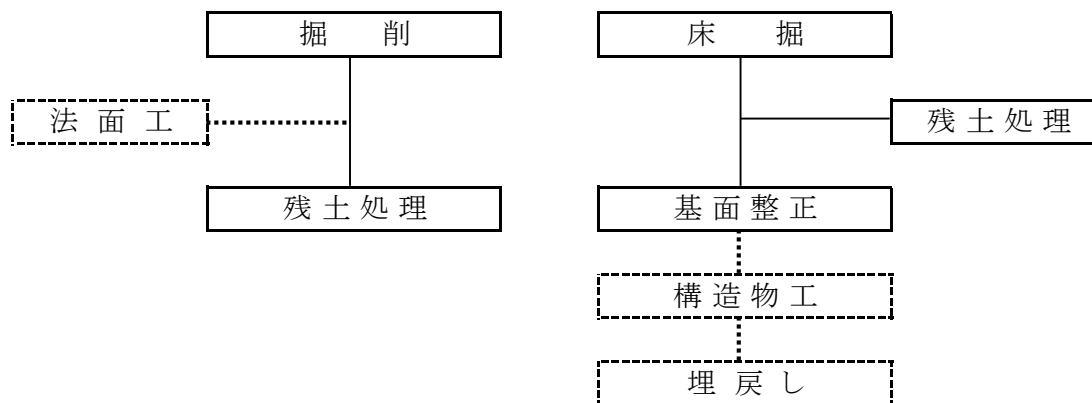 掘削
床掘
法面工
残土処理
残土処理
基面整正
構造物工
埋戻し